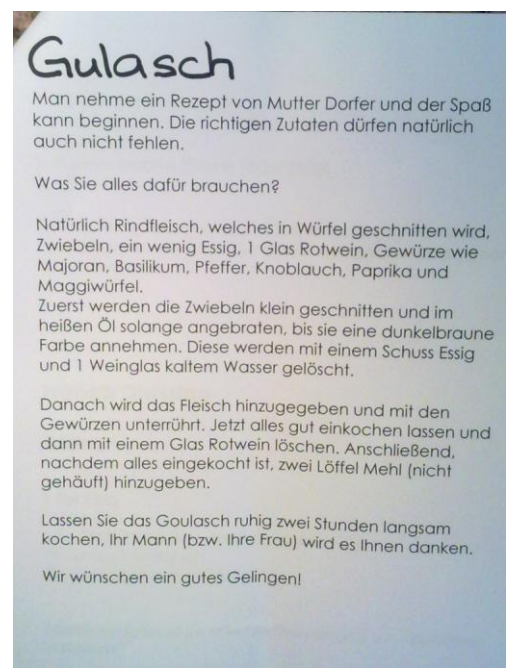 Gulasch
Man nehme ein Rezept von Mutter Dorfer und der Spaß
kann beginnen. Die richtigen Zutaten dürfen natürlich
auch nicht fehlen.
Was Sie alles dafür brauchen?
Natürlich Rindfleisch, welches in Würfel geschnitten wird,
Zwiebeln, ein wenig Essig, 1 Glas Rotwein, Gewürze wie
Majoran, Basilikum, Pfeffer, Knoblauch, Paprika und
Maggiwürfel.
Zuerst werden die Zwiebeln klein geschnitten und im
heißen Öl solange angebraten, bis sie eine dunkelbraune
Farbe annehmen. Diese werden mit einem Schuss Essig
und 1 Weinglas kaltem Wasser gelöscht.
Danach wird das Fleisch hinzugegeben und mit den
Gewürzen unterrührt. Jetzt alles gut einkochen lassen und
dann mit einem Glas Rotwein löschen. Anschließend,
nachdem alles eingekocht ist, zwei Löffel Mehl (nicht
gehäuft) hinzugeben.
Lassen Sie das Goulasch ruhig zwei Stunden langsam
kochen, Ihr Mann (bzw. Ihre Frau) wird es Ihnen danken.
Wir wünschen ein gutes Gelingen!